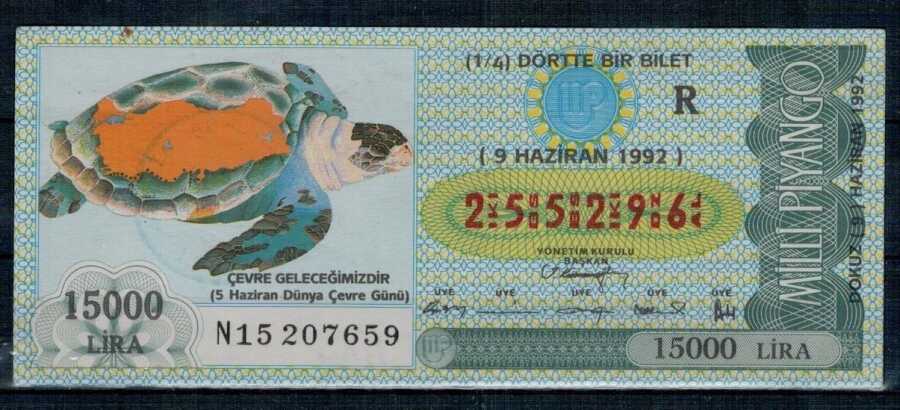 (1/4) DÖRTTE BİR BİLET
R
( 9 HAZİRAN 1992 )
255296
YÖNETİM KURULU
BAŞKAN
ÜYE ÜYE ÜYE ÜYE ÜYE
MİLLİ PİYANGO
DOKUZ ( 9 ) HAZİRAN 1992
ÇEVRE GELECEĞİMİZDİR
(5 Haziran Dünya Çevre Günü)
15000
LİRA
N15 207659
15000 LİRA